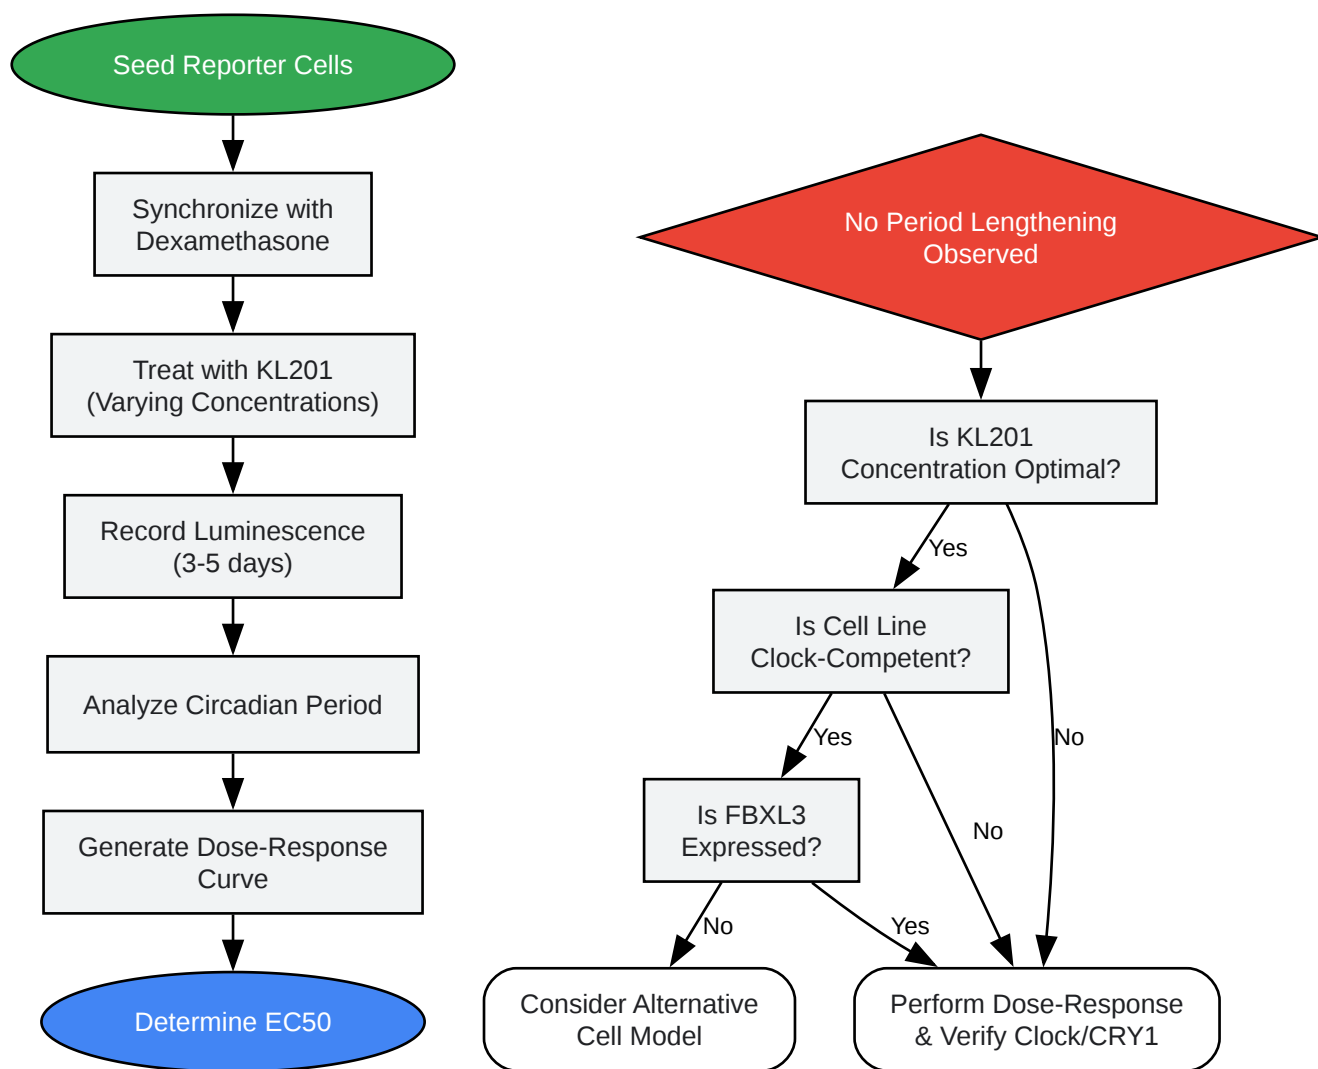 Seed Reporter Cells
Synchronize with
Dexamethasone
Treat with KL201
(Varying Concentrations)
Record Luminescence
(3-5 days)
Analyze Circadian Period
Generate Dose-Response
Curve
Determine EC50
No Period Lengthening
Observed
Is KL201
Concentration Optimal?
Yes
No
Is Cell Line
Clock-Competent?
Yes
No
Is FBXL3
Expressed?
No
Yes
Consider Alternative
Cell Model
Perform Dose-Response
& Verify Clock/CRY1